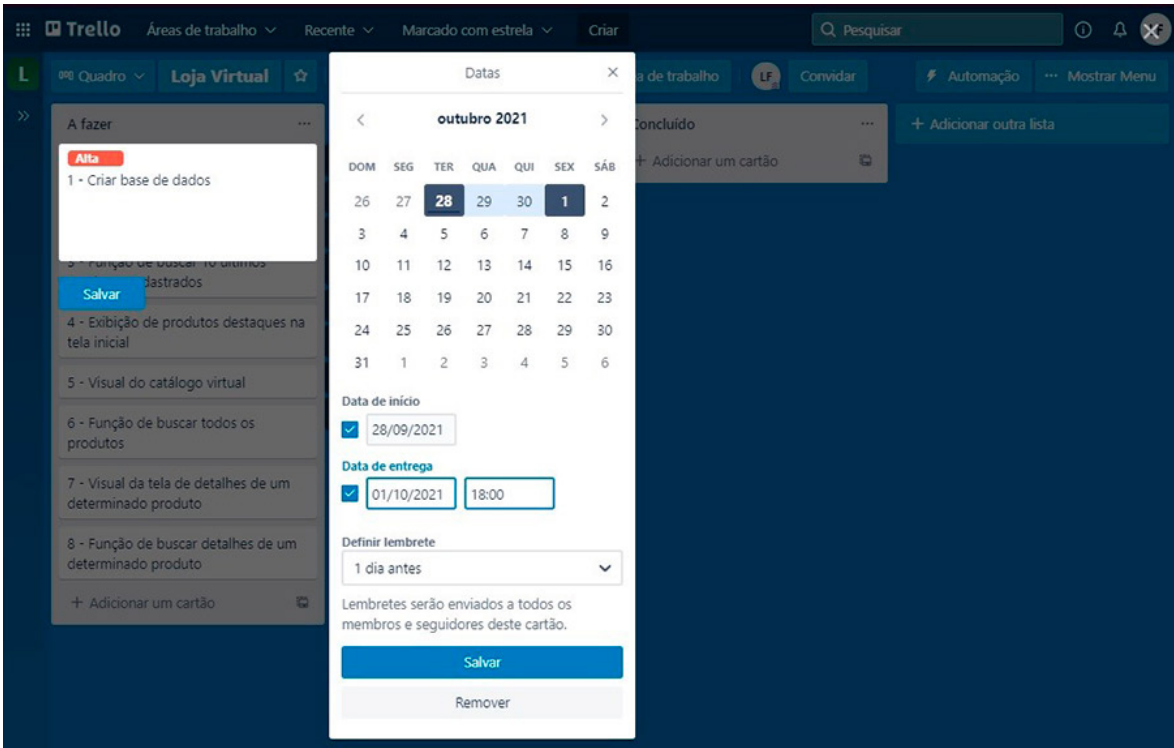 Trello Áreas de trabalho Recente Marcado com estrela Criar Pesquisar
L Quadro Loja Virtual de trabalho LF Convidar Automação Mostrar Menu
A fazer
Alta
1 - Criar base de dados
Salvar
4 - Exibição de produtos destaques na
tela inicial
5 - Visual do catálogo virtual
6 - Função de buscar todos os
produtos
7 - Visual da tela de detalhes de um
determinado produto
8 - Função de buscar detalhes de um
determinado produto
+ Adicionar um cartão
Datas
outubro 2021
DOM SEG TER QUA QUI SEX SÁB
26 27 28 29 30 1 2
3 4 5 6 7 8 9
10 11 12 13 14 15 16
17 18 19 20 21 22 23
24 25 26 27 28 29 30
31 1 2 3 4 5 6
Data de início
28/09/2021
Data de entrega
01/10/2021 18:00
Definir lembrete
1 dia antes
Lembretes serão enviados a todos os
membros e seguidores deste cartão.
Salvar
Remover
Concluído
+ Adicionar um cartão
+ Adicionar outra lista